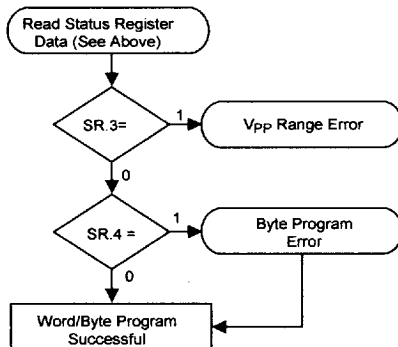 Read Status Register
Data (See Above)
SR.3=
1
VPP Range Error
0
SR.4 =
1
Byte Program
Error
0
Word/Byte Program
Successful